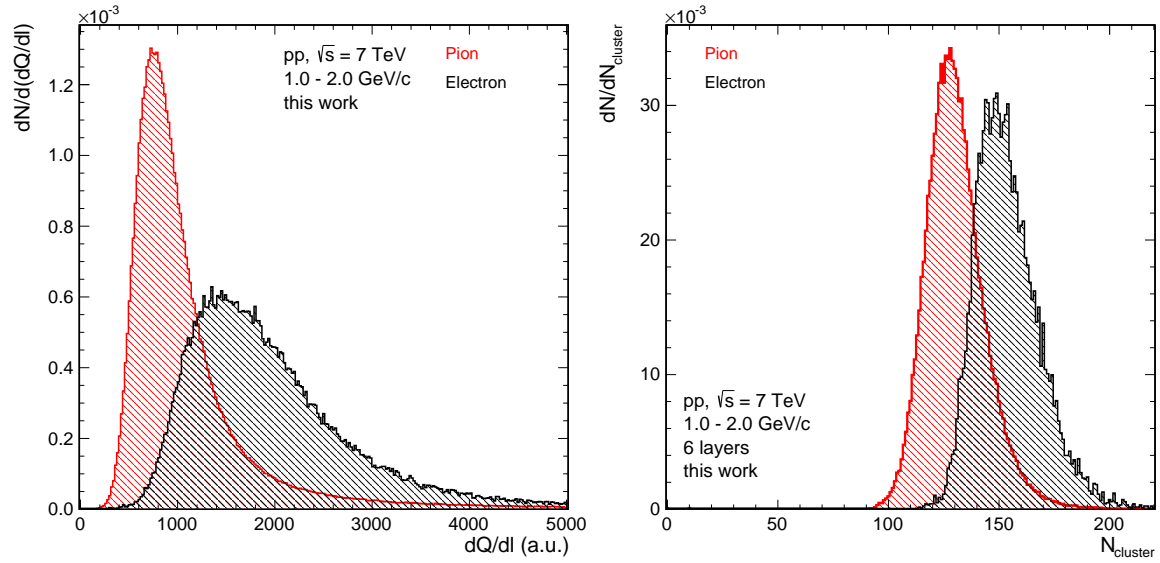 ×10⁻³
dN/d(dQ/dl)
1.2
1.0
0.8
0.6
0.4
0.2
0.0
pp, √s = 7 TeV
1.0 - 2.0 GeV/c
this work
Pion
Electron
0 1000 2000 3000 4000 5000
dQ/dl (a.u.)
×10⁻³
dN/dN_cluster
30
20
10
0
Pion
Electron
pp, √s = 7 TeV
1.0 - 2.0 GeV/c
6 layers
this work
0 50 100 150 200
N_cluster